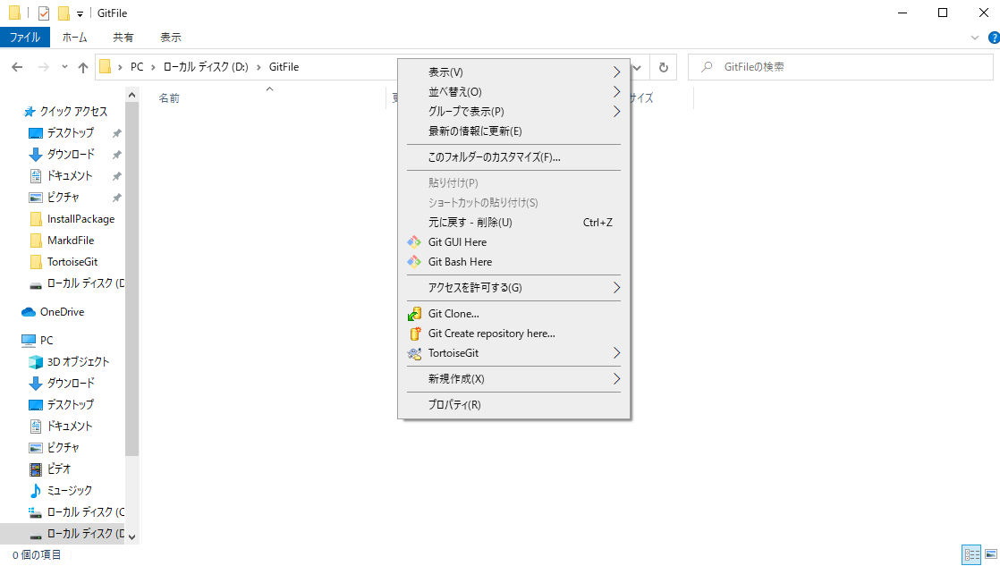 GitFile
ファイル ホーム 共有 表示
PC ローカル ディスク (D:) GitFile
GitFileの検索
名前
サイズ
クイック アクセス
デスクトップ
ダウンロード
ドキュメント
ピクチャ
InstallPackage
MarkdFile
TortoiseGit
ローカル ディスク (D
OneDrive
PC
3D オブジェクト
ダウンロード
デスクトップ
ドキュメント
ピクチャ
ビデオ
ミュージック
ローカル ディスク (C
ローカル ディスク (D
表示(V)
並べ替え(O)
グループで表示(P)
最新の情報に更新(E)
このフォルダーのカスタマイズ(F)...
貼り付け(P)
ショートカットの貼り付け(S)
元に戻す - 削除(U) Ctrl+Z
Git GUI Here
Git Bash Here
アクセスを許可する(G)
Git Clone...
Git Create repository here...
TortoiseGit
新規作成(X)
プロパティ(R)
0 個の項目